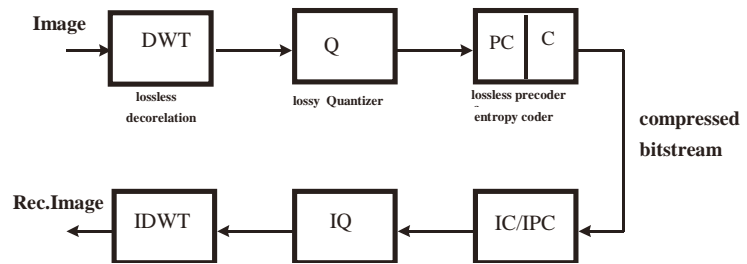 Image
DWT
Q
PC
C
lossless
decorelation
lossy Quantizer
lossless precoder
entropy coder
compressed
bitstream
Rec.Image
IDWT
IQ
IC/IPC